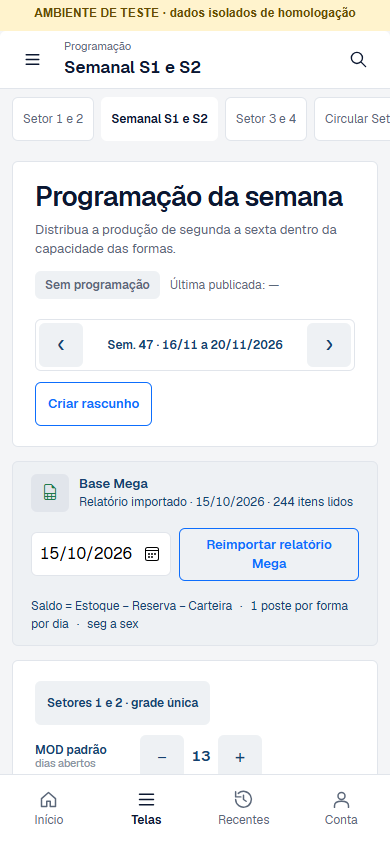 AMBIENTE DE TESTE · dados isolados de homologação
Programação
Semanal S1 e S2
Setor 1 e 2
Semanal S1 e S2
Setor 3 e 4
Circular Set
Programação da semana
Distribua a produção de segunda a sexta dentro da
capacidade das formas.
Sem programação
Última publicada: —
Sem. 47 · 16/11 a 20/11/2026
Criar rascunho
Base Mega
Relatório importado · 15/10/2026 · 244 itens lidos
15/10/2026
Reimportar relatório
Mega
Saldo = Estoque – Reserva – Carteira · 1 poste por forma
por dia · seg a sex
Setores 1 e 2 · grade única
MOD padrão
dias abertos
− 13 +
Início
Telas
Recentes
Conta